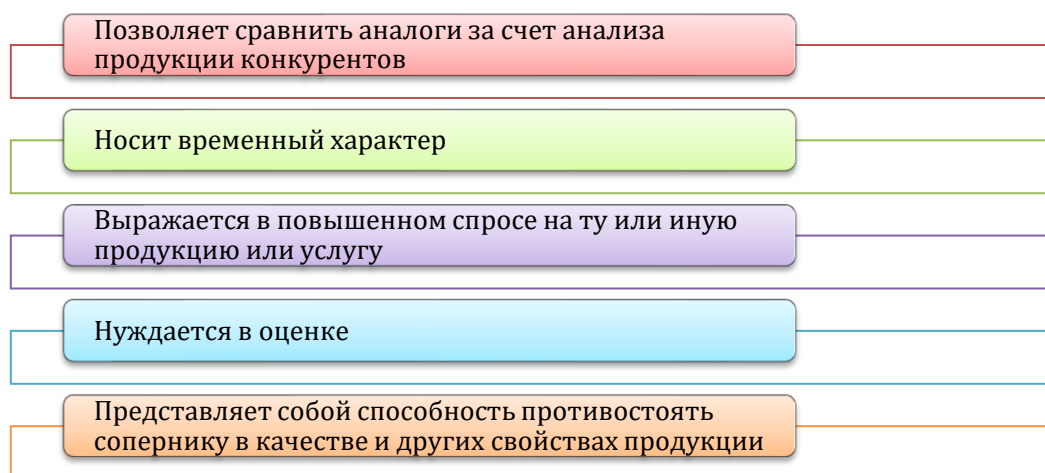 Позволяет сравнить аналоги за счет анализа
продукции конкурентов
Носит временный характер
Выражается в повышенном спросе на ту или иную
продукцию или услугу
Нуждается в оценке
Представляет собой способность противостоять
сопернику в качестве и других свойствах продукции